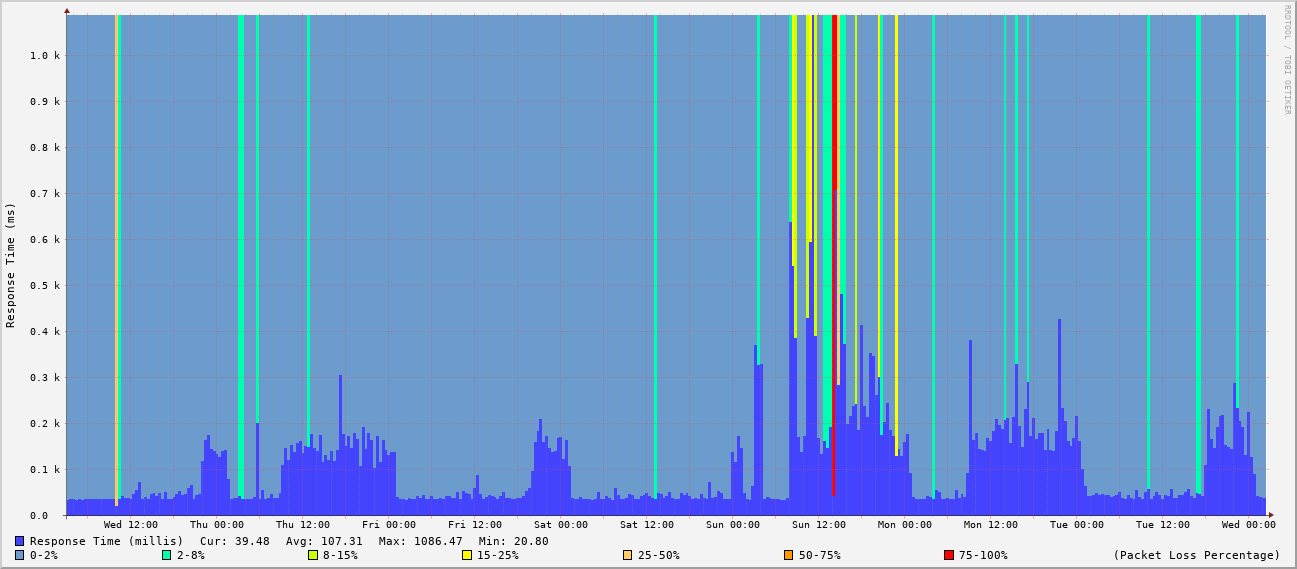 RRDTOOL / TOBI OETIKER
Response Time (ms)
1.0 k
0.9 k
0.8 k
0.7 k
0.6 k
0.5 k
0.4 k
0.3 k
0.2 k
0.1 k
0.0
Wed 12:00 Thu 00:00 Thu 12:00 Fri 00:00 Fri 12:00 Sat 00:00 Sat 12:00 Sun 00:00 Sun 12:00 Mon 00:00 Mon 12:00 Tue 00:00 Tue 12:00 Wed 00:00
Response Time (millis) Cur: 39.48 Avg: 107.31 Max: 1086.47 Min: 20.80
0-2% 2-8% 8-15% 15-25% 25-50% 50-75% 75-100% (Packet Loss Percentage)